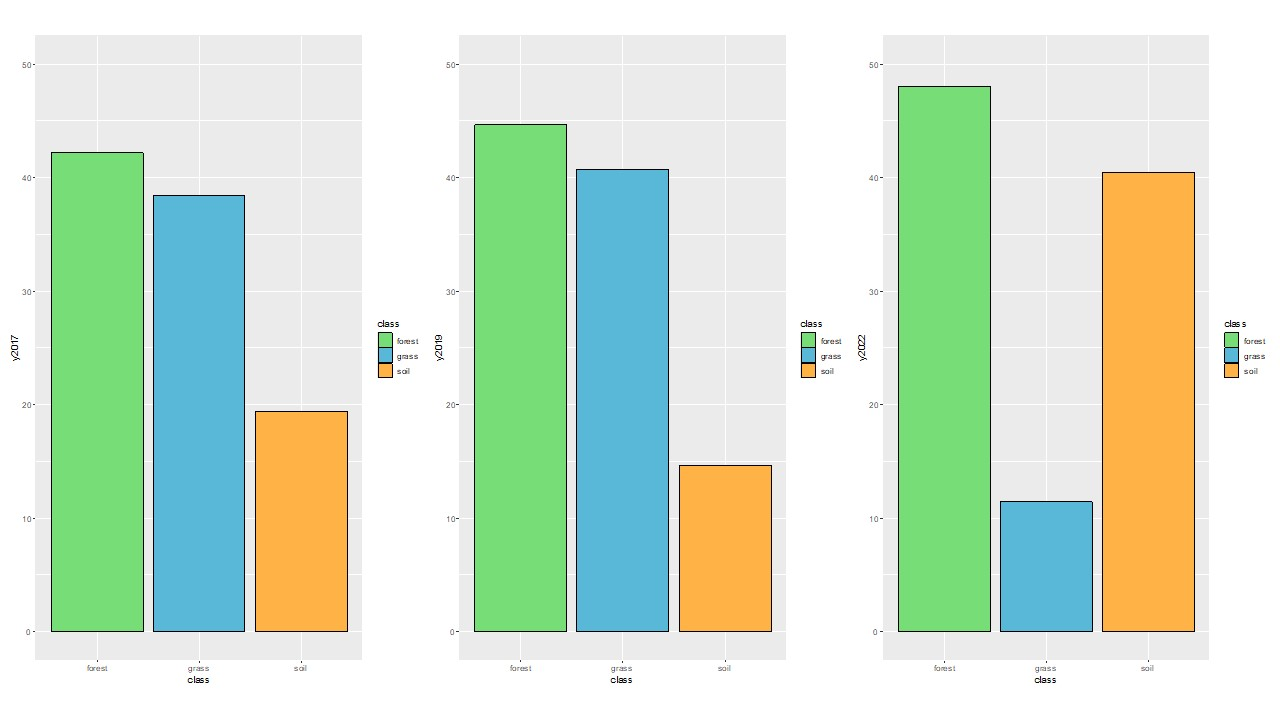 y2017
50
40
30
20
10
0
forest
grass
soil
class
class
forest
grass
soil
y2019
50
40
30
20
10
0
forest
grass
soil
class
class
forest
grass
soil
y2022
50
40
30
20
10
0
forest
grass
soil
class
class
forest
grass
soil